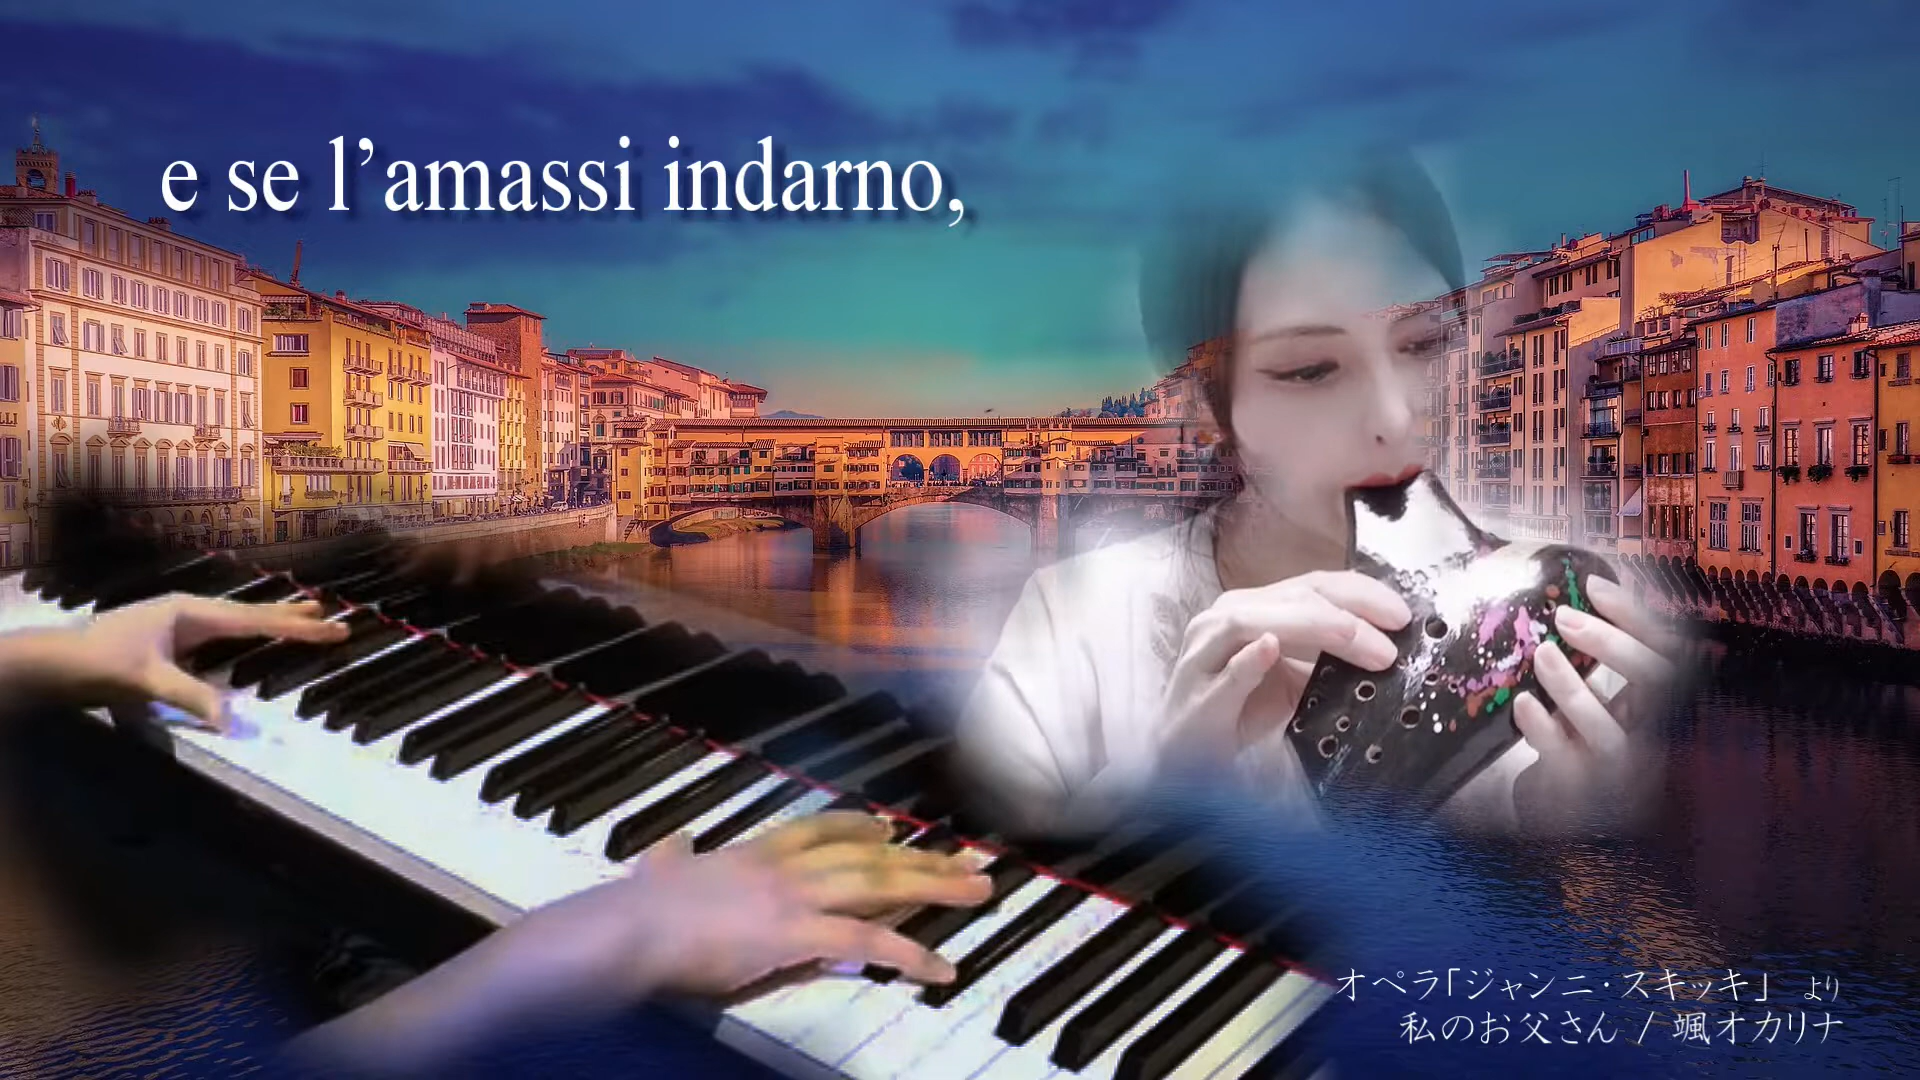 e se l’amassi indarno,
オペラ「ジャンニ・スキッキ」 より
私のお父さん / 颯オカリナ